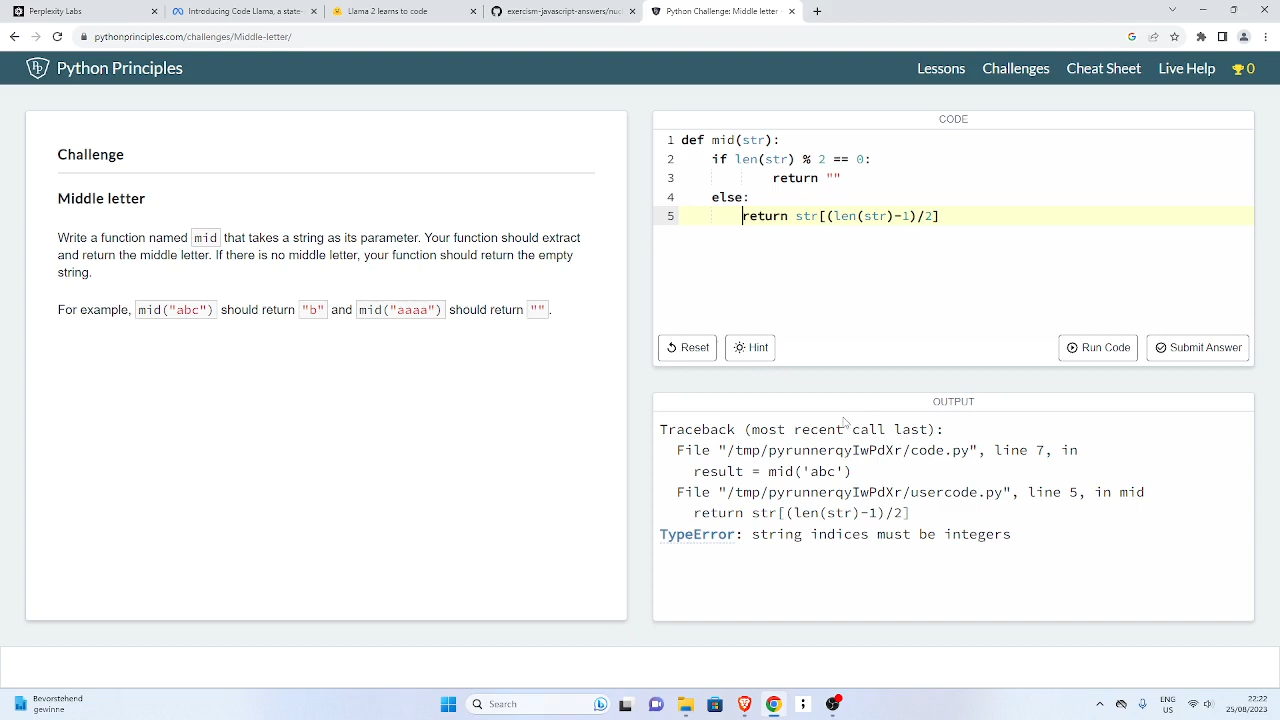 Perplexity Labs
Introducing Code Llama, a state-
Llama 2 learns to code
exercism-javascript-answers/nucl
Python Challenge: Middle letter -
pythonprinciples.com/challenges/Middle-letter/
Python Principles
Lessons
Challenges
Cheat Sheet
Live Help
0
Challenge
Middle letter
Write a function named mid that takes a string as its parameter. Your function should extract
and return the middle letter. If there is no middle letter, your function should return the empty
string.
For example, mid("abc") should return "b" and mid("aaaa") should return "".
CODE
1 def mid(str):
2 if len(str) % 2 == 0:
3 return ""
4 else:
5 return str[(len(str)-1)/2]
Reset
Hint
Run Code
Submit Answer
OUTPUT
Traceback (most recent call last):
File "/tmp/pyrunnerqyIwPdXr/code.py", line 7, in
result = mid('abc')
File "/tmp/pyrunnerqyIwPdXr/usercode.py", line 5, in mid
return str[(len(str)-1)/2]
TypeError: string indices must be integers
Bevorstehend
gewinne
Search
ENG
US
22:22
25/08/2023